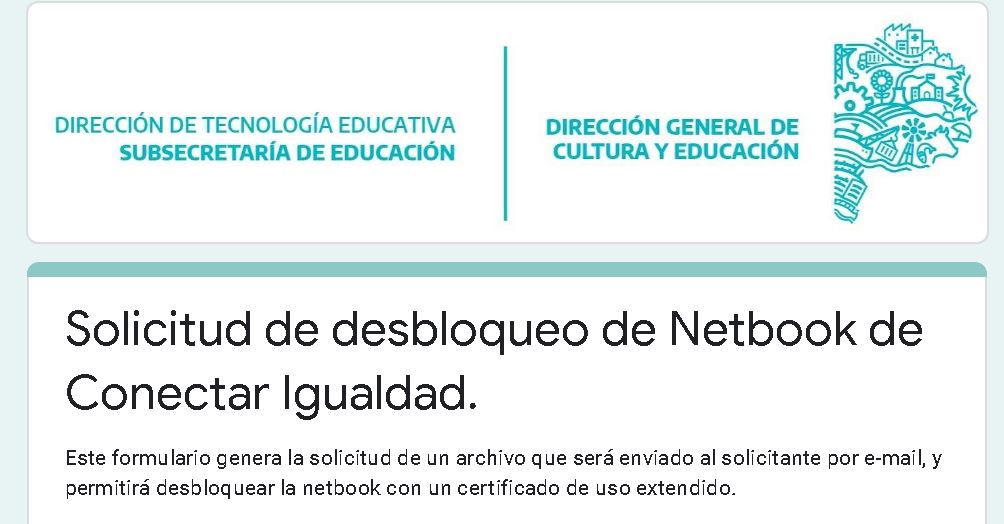 DIRECCIÓN DE TECNOLOGÍA EDUCATIVA
SUBSECRETARÍA DE EDUCACIÓN
DIRECCIÓN GENERAL DE
CULTURA Y EDUCACIÓN
Solicitud de desbloqueo de Netbook de
Conectar Igualdad.
Este formulario genera la solicitud de un archivo que será enviado al solicitante por e-mail, y
permitirá desbloquear la netbook con un certificado de uso extendido.